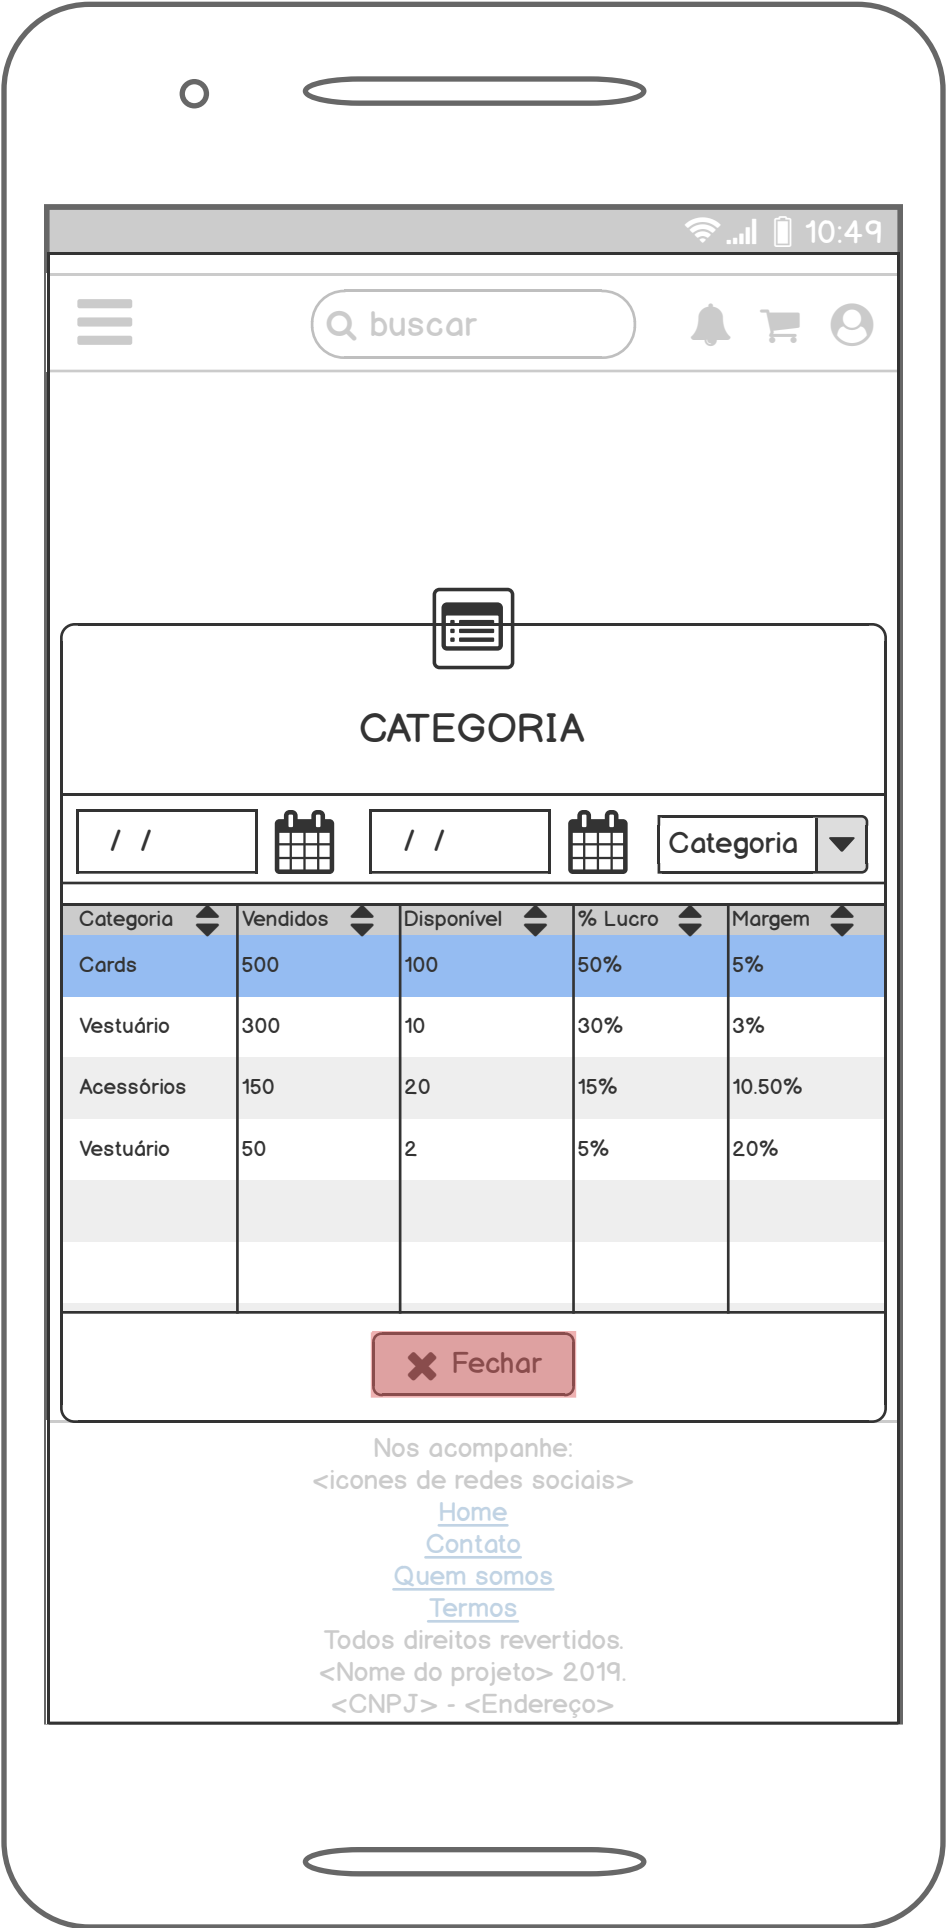 10:49
buscar
CATEGORIA
/ / / / Categoria
Categoria Vendidos Disponível % Lucro Margem
Cards 500 100 50% 5%
Vestuário 300 10 30% 3%
Acessórios 150 20 15% 10.50%
Vestuário 50 2 5% 20%
Fechar
Nos acompanhe:
<icones de redes sociais>
Home
Contato
Quem somos
Termos
Todos direitos revertidos.
<Nome do projeto> 2019.
<CNPJ> - <Endereço>